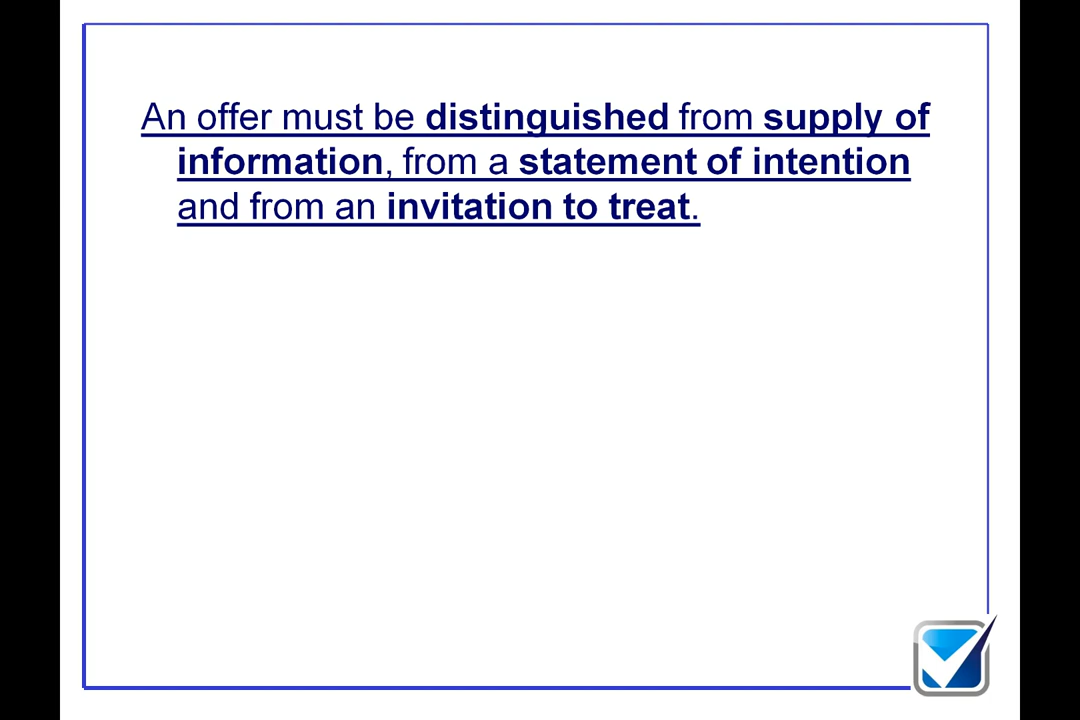 An offer must be distinguished from supply of
information, from a statement of intention
and from an invitation to treat.